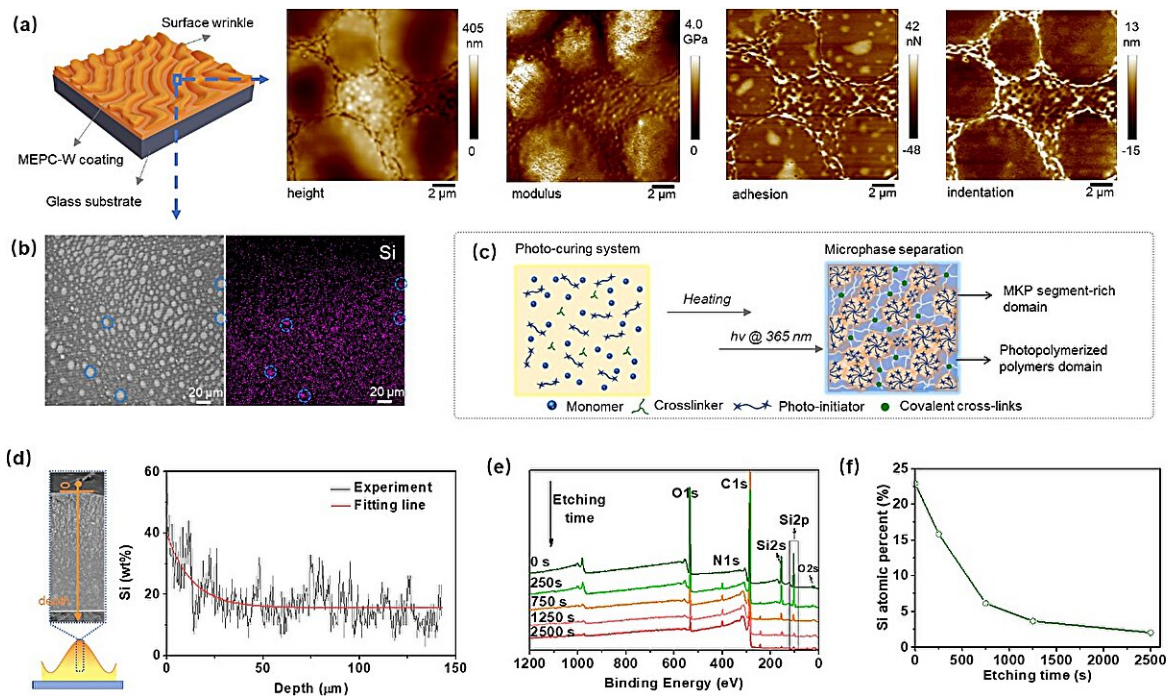 (a)
Surface wrinkle
MEPC-W coating
Glass substrate
405
nm
0
height
2 μm
4.0
GPa
0
modulus
2 μm
42
nN
-48
adhesion
2 μm
13
nm
-15
indentation
2 μm
(b)
Si
20 μm
20 μm
(c)
Photo-curing system
Microphase separation
Heating
hv @ 365 nm
MKP segment-rich
domain
Photopolymerized
polymers domain
Monomer
Crosslinker
Photo-initiator
Covalent cross-links
(d)
O
depth
Si (wt%)
60
40
20
0
0
50
100
150
Depth (μm)
Experiment
Fitting line
(e)
Etching
time
O1s
C1s
N1s
Si2s
Si2p
O2s
0 s
250s
750 s
1250 s
2500 s
1200
1000
800
600
400
200
0
Binding Energy (eV)
(f)
Si atomic percent (%)
25
20
15
10
5
0
0
500
1000
1500
2000
2500
Etching time (s)